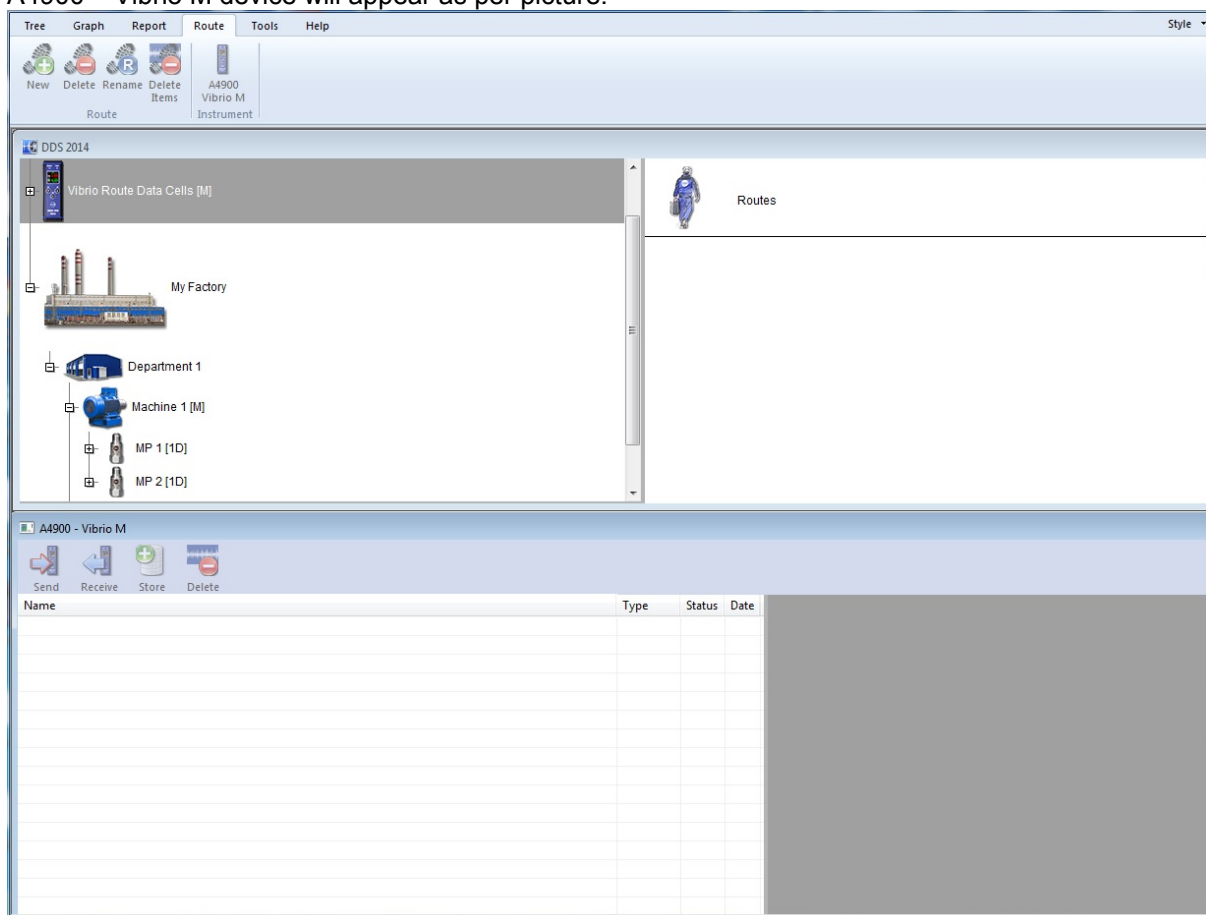 A4900 – Vibrio M device will appear as per picture.
Tree Graph Report Route Tools Help Style
New Delete Rename Delete Items A4900 Vibrio M
Route Instrument
DDS 2014
Vibrio Route Data Cells [M]
Routes
My Factory
Department 1
Machine 1 [M]
MP 1 [1D]
MP 2 [1D]
A4900 - Vibrio M
Send Receive Store Delete
Name Type Status Date